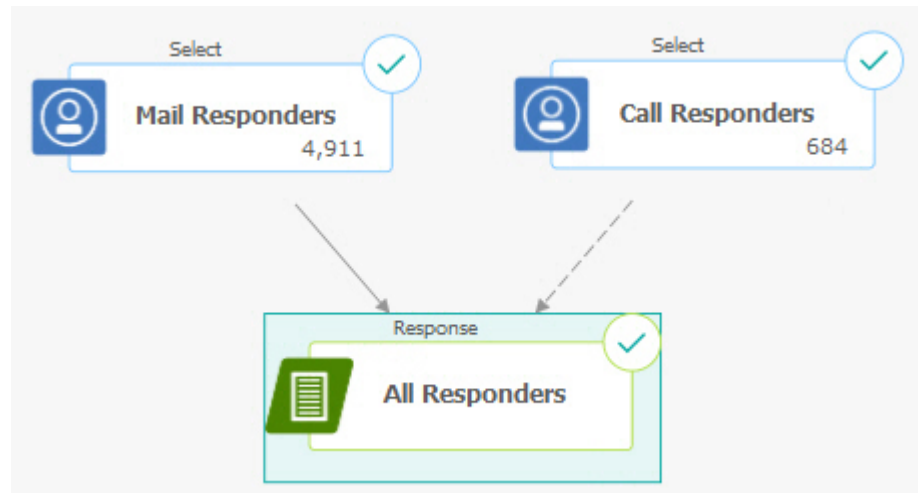 Select
Mail Responders
4,911
Select
Call Responders
684
Response
All Responders